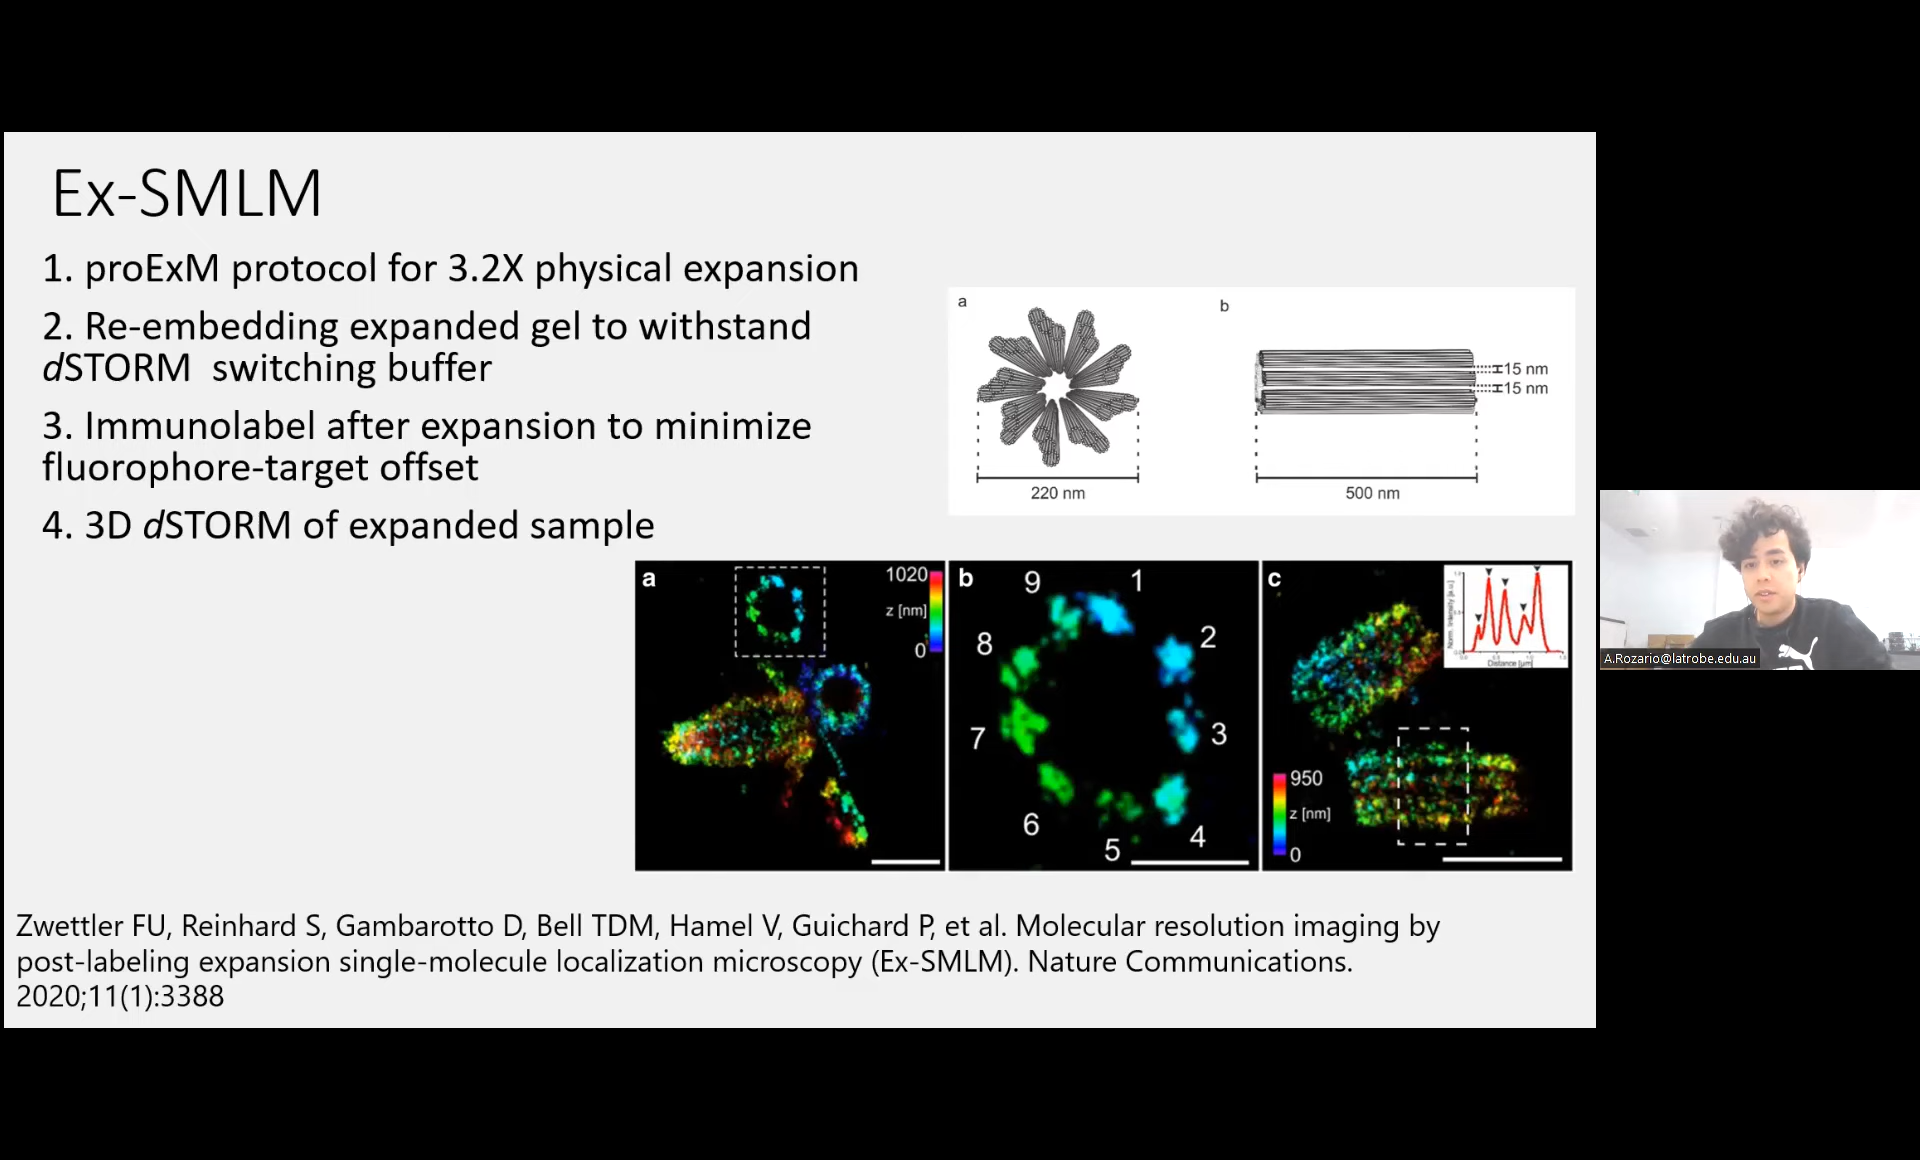 Ex-SMLM
1. proExM protocol for 3.2X physical expansion
2. Re-embedding expanded gel to withstand
dSTORM  switching buffer
3. Immunolabel after expansion to minimize
fluorophore-target offset
4. 3D dSTORM of expanded sample
a
b
15 nm
15 nm
220 nm
500 nm
a
1020
z [nm]
0
b
9
1
8
2
7
3
6
4
5
c
Norm. Intensity [a.u.]
Distance [µm]
950
z [nm]
0
A.Rozario@latrobe.edu.au
Zwettler FU, Reinhard S, Gambarotto D, Bell TDM, Hamel V, Guichard P, et al. Molecular resolution imaging by
post-labeling expansion single-molecule localization microscopy (Ex-SMLM). Nature Communications.
2020;11(1):3388